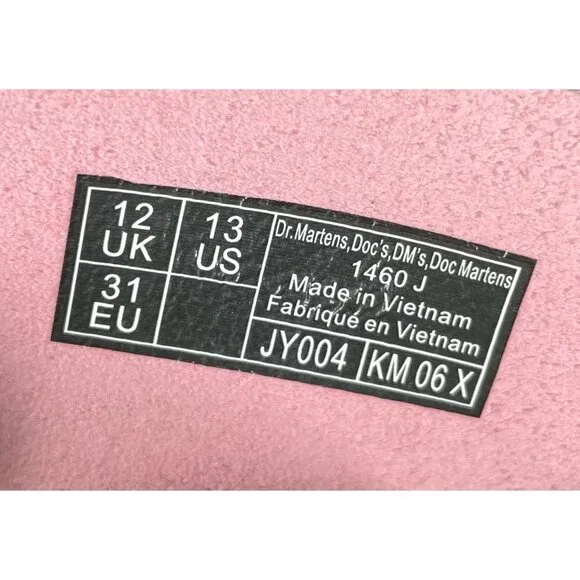 12
UK
13
US
31
EU
Dr.Martens,Doc's,DM's,Doc Martens
1460 J
Made in Vietnam
Fabriqué en Vietnam
JY004
KM 06 X